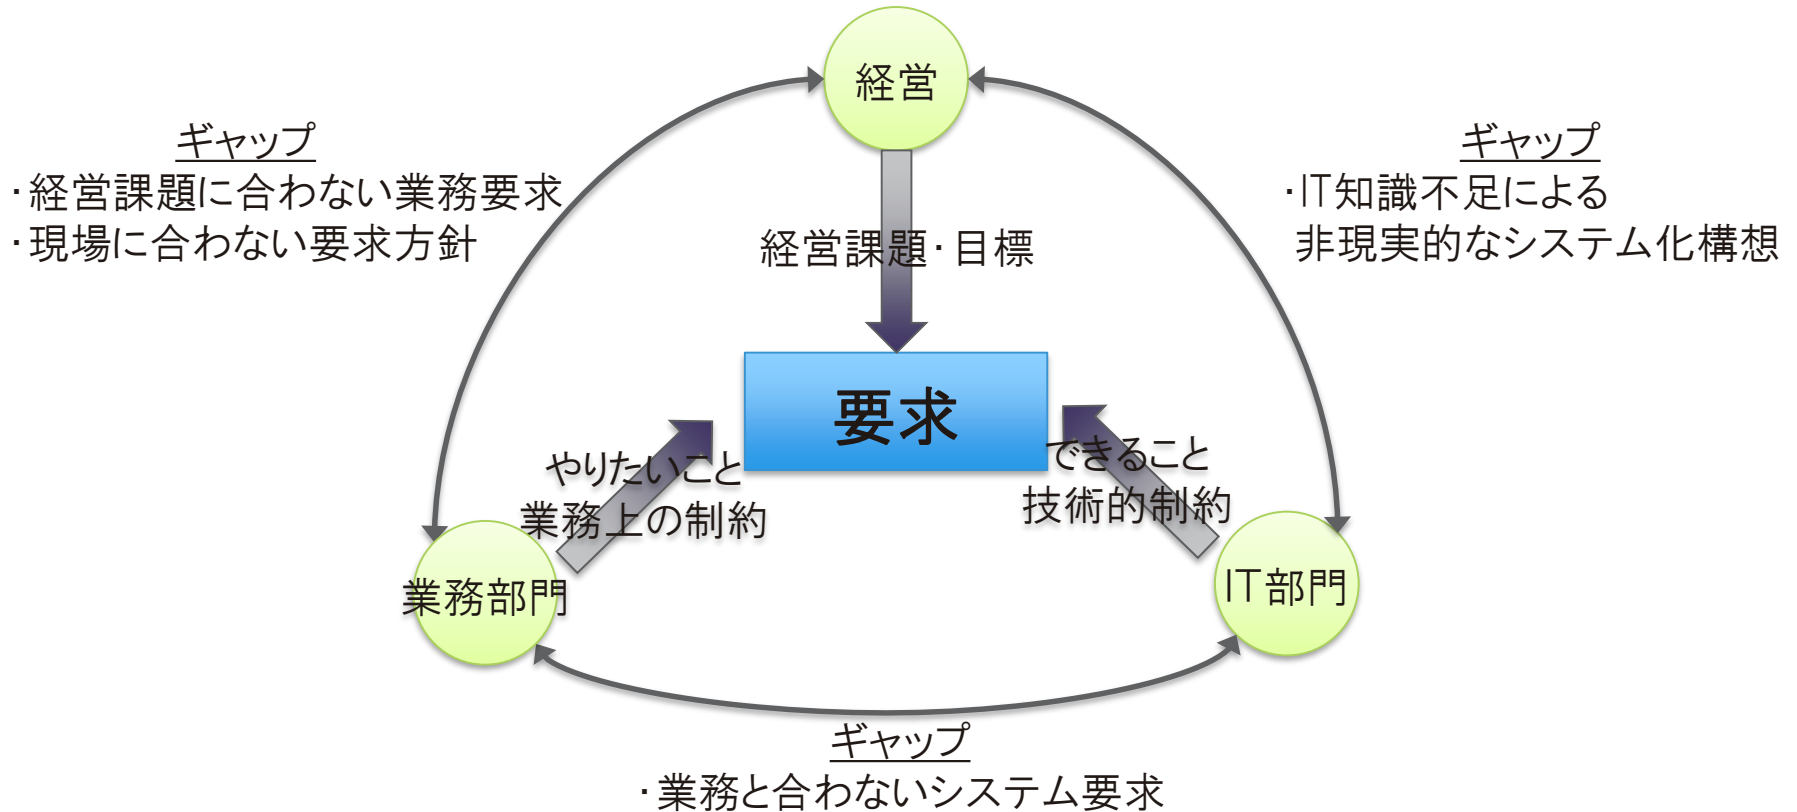 経営
ギャップ
・経営課題に合わない業務要求
・現場に合わない要求方針
ギャップ
・IT知識不足による
非現実的なシステム化構想
経営課題・目標
要求
やりたいこと
業務上の制約
できること
技術的制約
業務部門
IT部門
ギャップ
・業務と合わないシステム要求